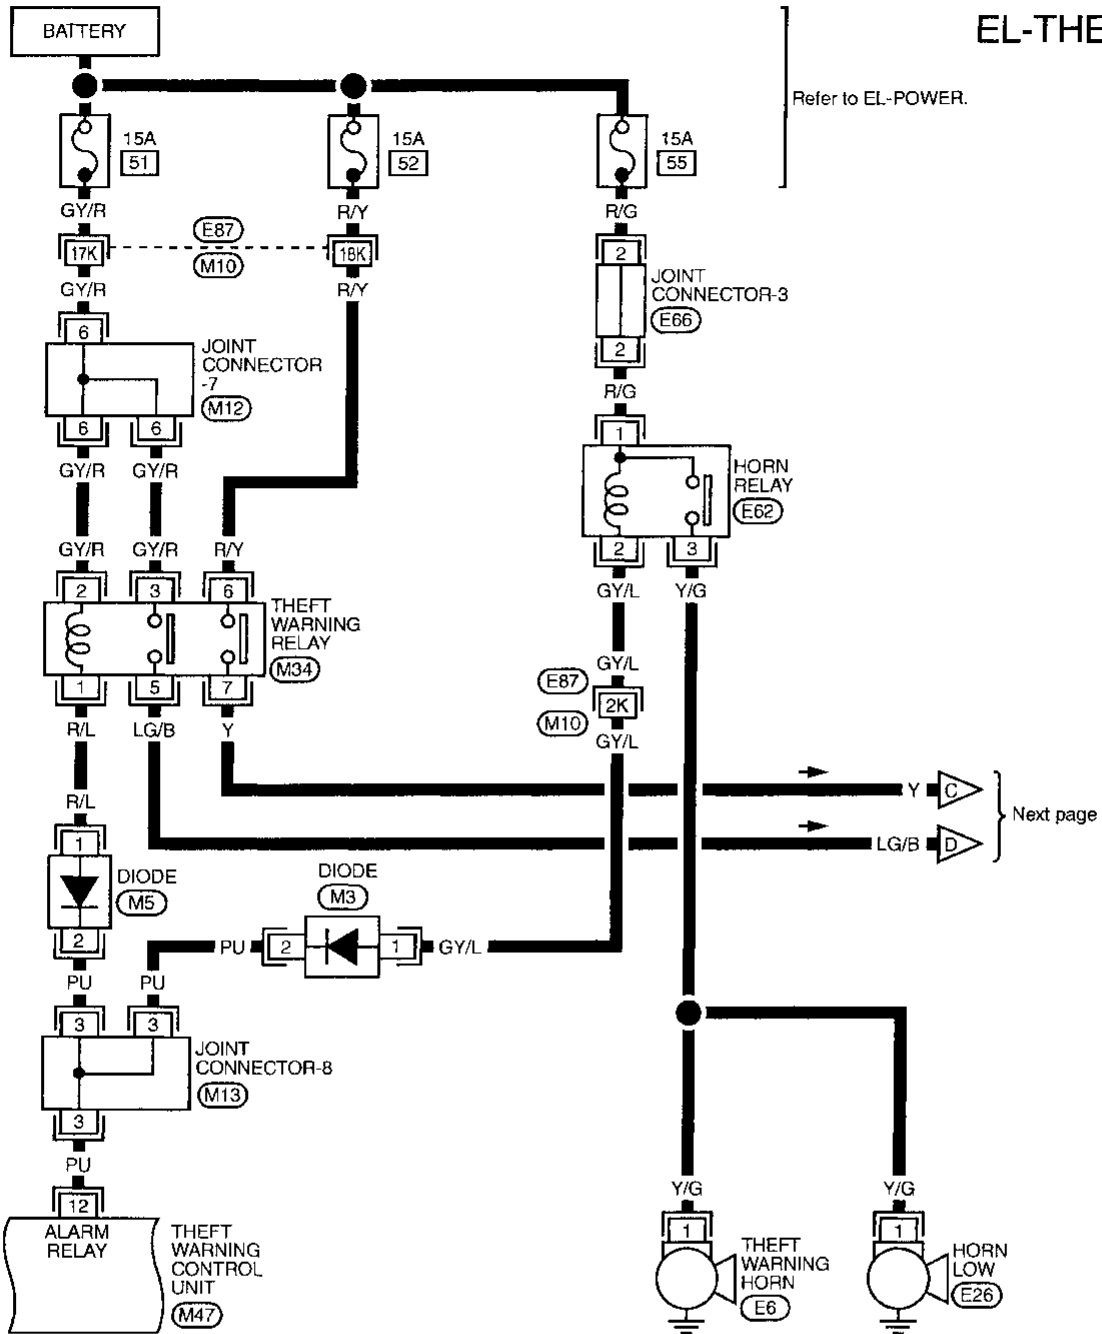 BATTERY
EL-THE
Refer to EL-POWER.
15A
51
15A
52
15A
55
GY/R
R/Y
R/G
17K
E87
M10
18K
2
GY/R
R/Y
JOINT
CONNECTOR-3
E66
2
6
JOINT
CONNECTOR
-7
M12
R/G
6
6
1
GY/R
GY/R
HORN
RELAY
E62
GY/R
GY/R
R/Y
2
3
2
3
6
GY/L
Y/G
THEFT
WARNING
RELAY
M34
1
5
7
GY/L
E87
M10
2K
R/L
LG/B
Y
GY/L
R/L
Y
C
Next page
LG/B
D
1
DIODE
M5
2
DIODE
M3
PU
2
1
GY/L
PU
PU
3
3
JOINT
CONNECTOR-8
M13
3
PU
12
ALARM
RELAY
THEFT
WARNING
CONTROL
UNIT
M47
Y/G
Y/G
1
1
THEFT
WARNING
HORN
E6
HORN
LOW
E26